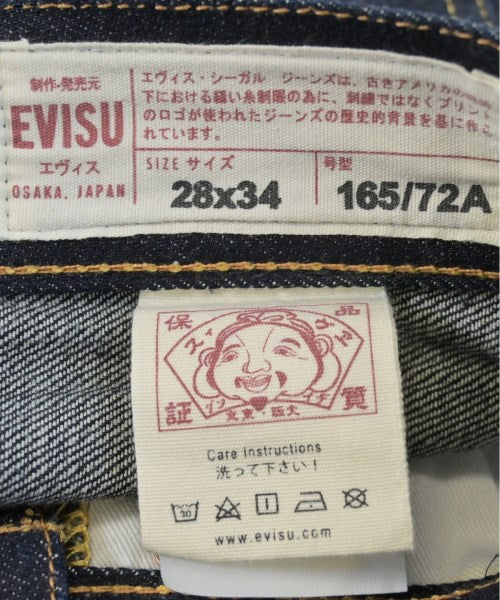 制作・発売元
EVISU
エヴィス
OSAKA, JAPAN
エヴィス・シーガル ジーンズは、古きアメリカの
下における縫い糸制限の為に、刺繍ではなくプリント
のロゴが使われたジーンズの歴史的背景を基に作
れています。
SIZE サイズ
28x34
号型
165/72A
保 品
証 質
東京・大阪
Care Instructions
洗って下さい!
30
www.evisu.com